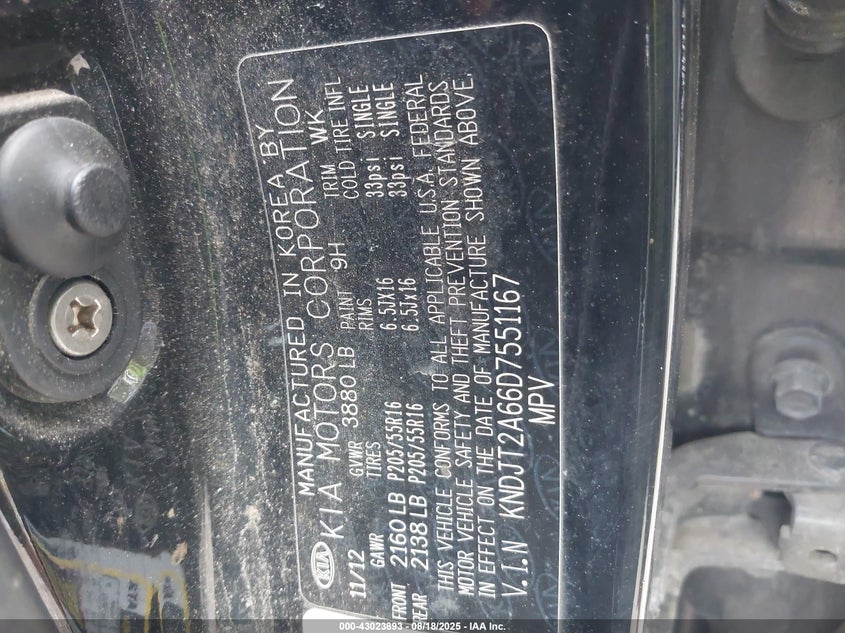 MANUFACTURED IN KOREA BY
KIA KIA MOTORS CORPORATION
11/12 GVWR 3880 LB PAINT 9H TRIM WK
GAWR TIRES RIMS COLD TIRE INFL
FRONT 2160 LB P205/55R16 6.5JX16 33psi SINGLE
REAR 2138 LB P205/55R16 6.5Jx16 33psi SINGLE
THIS VEHICLE CONFORMS TO ALL APPLICABLE U.S.A. FEDERAL
MOTOR VEHICLE SAFETY AND THEFT PREVENTION STANDARDS
IN EFFECT ON THE DATE OF MANUFACTURE SHOWN ABOVE.
V.I.N KNDJT2A66D7551167
MPV
000-43023893 - 08/18/2025 - IAA Inc.